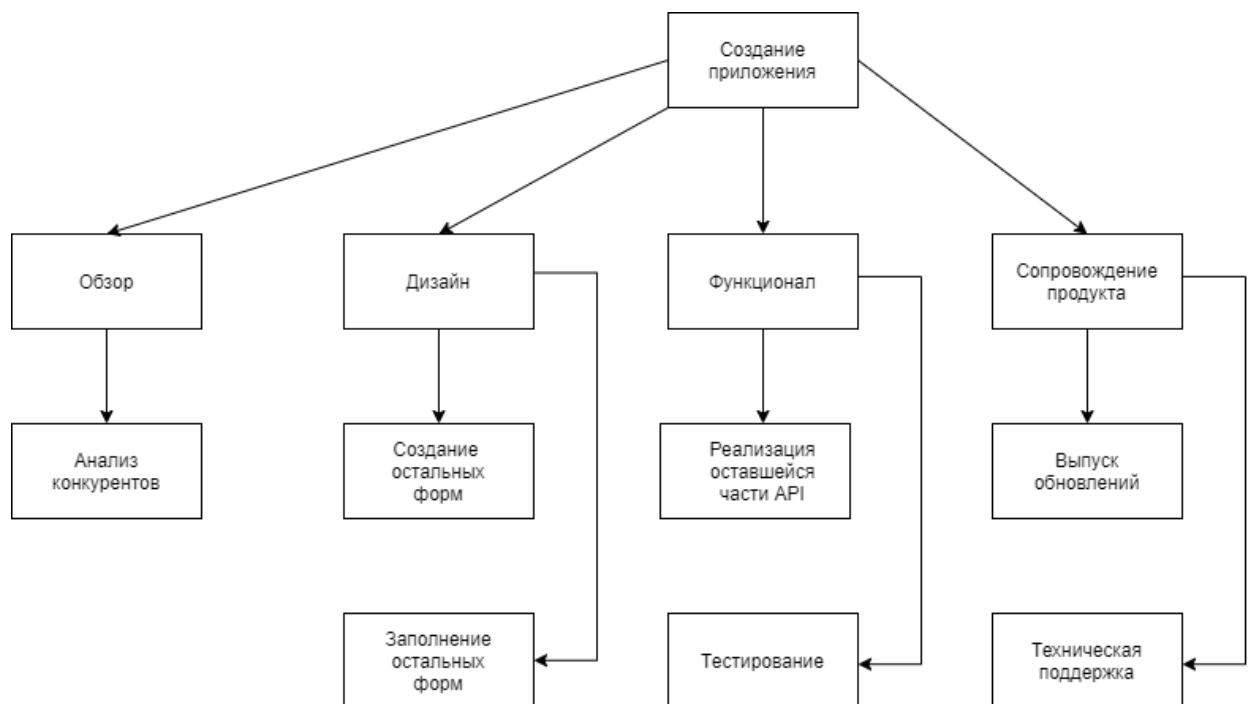 Создание
приложения
Обзор
Дизайн
Функционал
Сопровождение
продукта
Анализ
конкурентов
Создание
остальных
форм
Реализация
оставшейся
части API
Выпуск
обновлений
Заполнение
остальных
форм
Тестирование
Техническая
поддержка